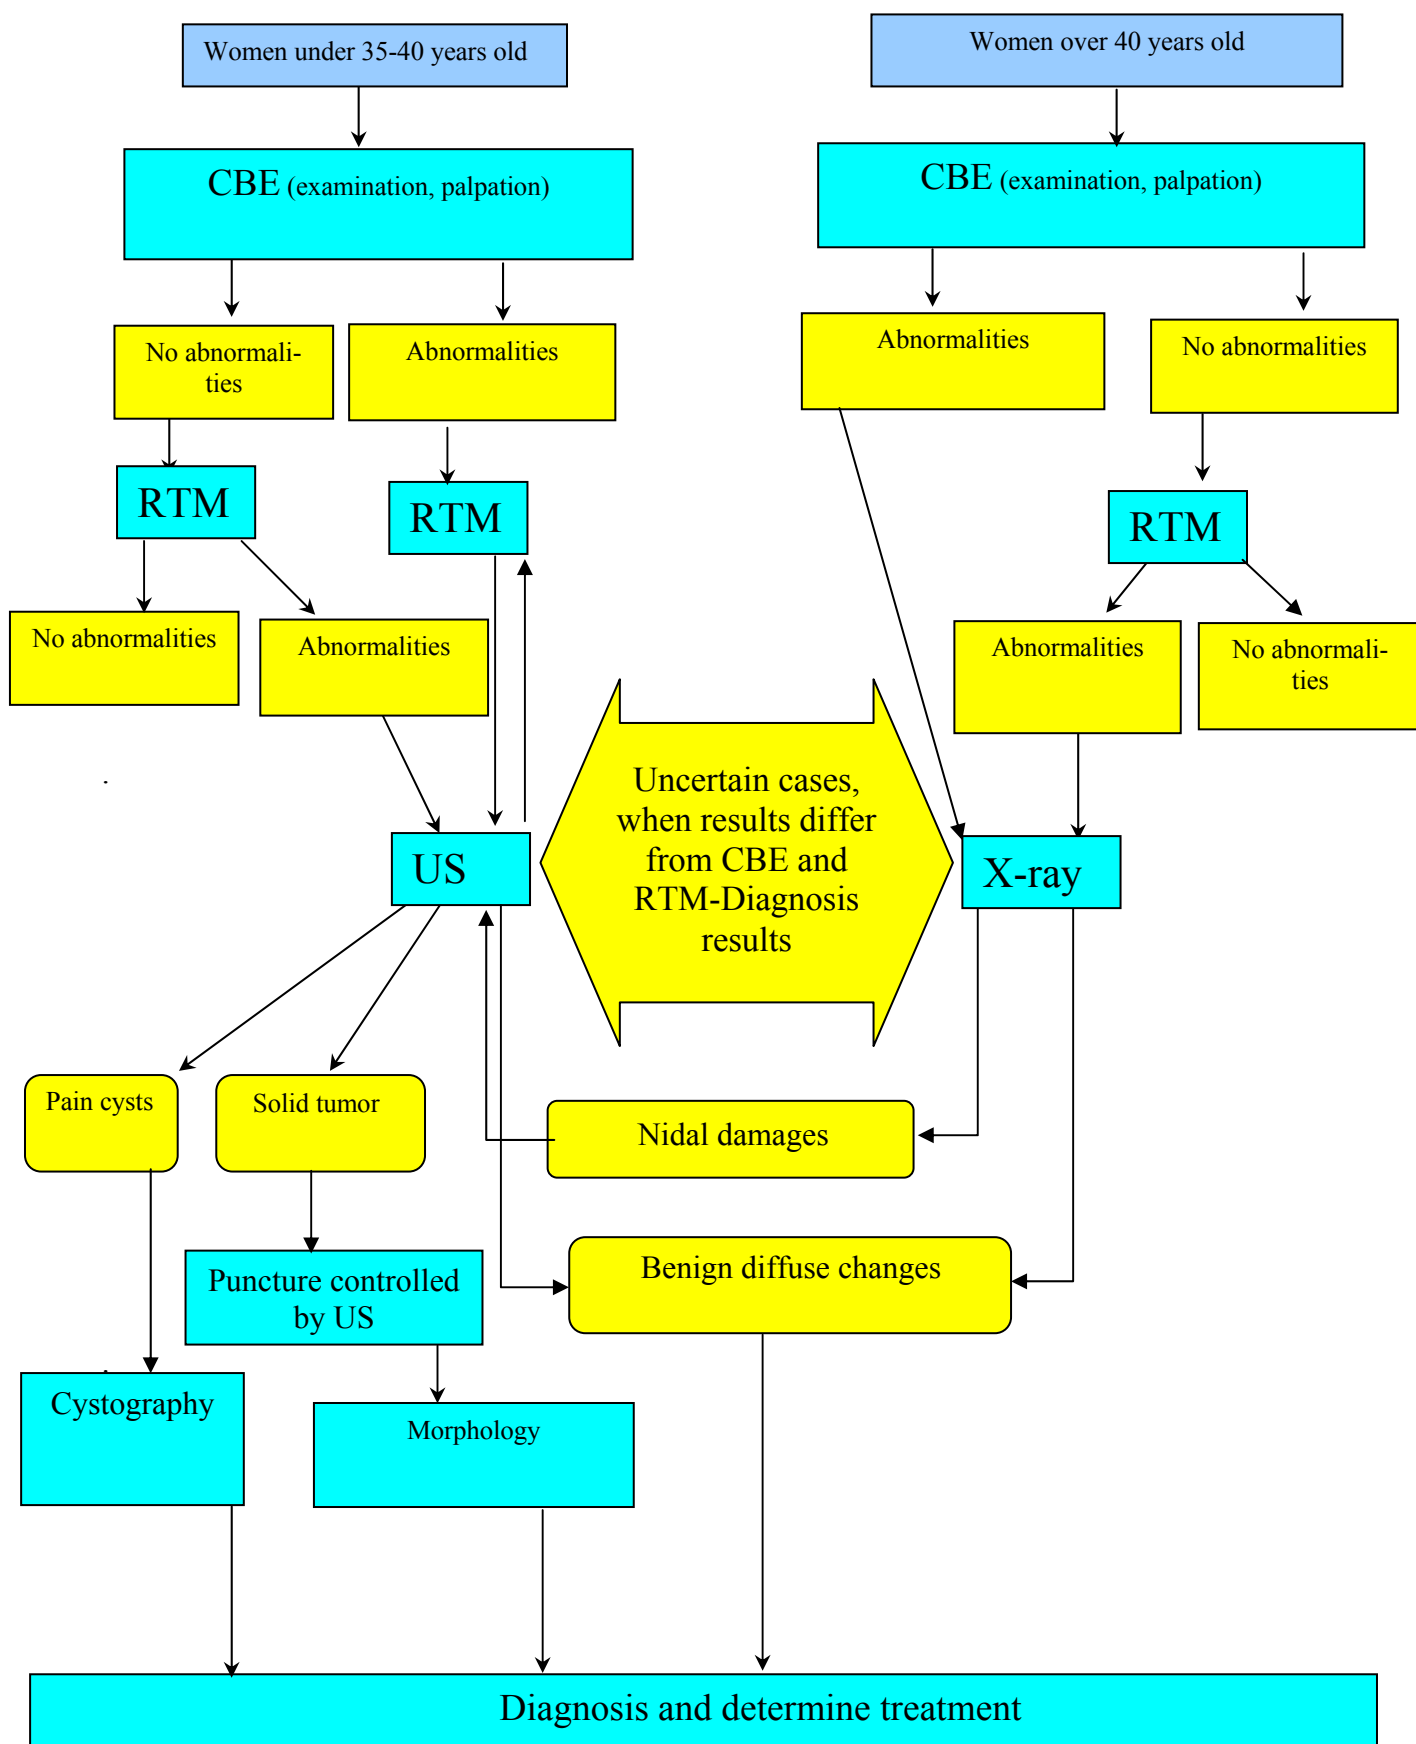 Women under 35-40 years old
Women over 40 years old
CBE (examination, palpation)
CBE (examination, palpation)
No abnormali-
ties
Abnormalities
Abnormalities
No abnormalities
RTM
RTM
RTM
No abnormalities
Abnormalities
Abnormalities
No abnormali-
ties
Uncertain cases,
when results differ
from CBE and
RTM-Diagnosis
results
US
X-ray
Pain cysts
Solid tumor
Nidal damages
Puncture controlled
by US
Benign diffuse changes
Cystography
Morphology
Diagnosis and determine treatment